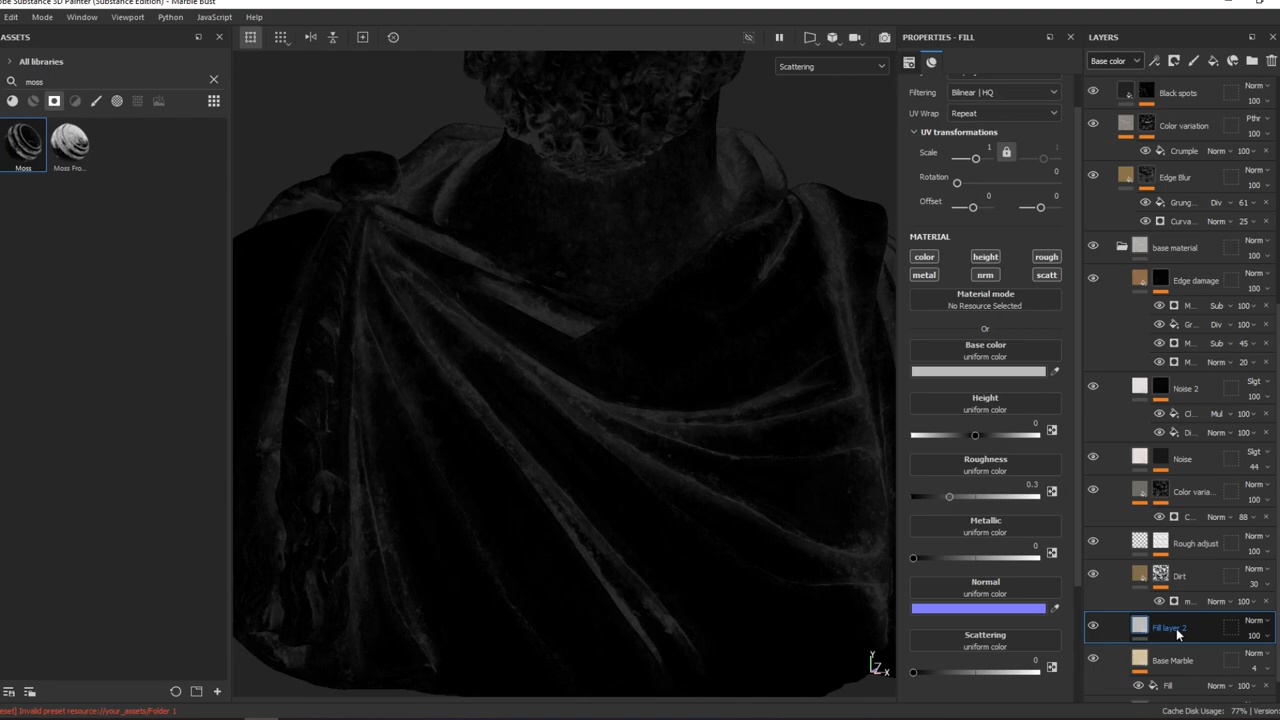 obe Substance 3D Painter (Substance Edition) - Marble Bust
Edit Mode Window Viewport Python JavaScript Help
ASSETS
All libraries
moss
Moss
Moss Fro...
Scattering
Y
Z X
PROPERTIES - FILL
Filtering Bilinear | HQ
UV Wrap Repeat
UV transformations
Scale 1 1
Rotation 0
Offset 0 0
MATERIAL
color height rough
metal nrm scatt
Material mode
No Resource Selected
Or
Base color
uniform color
Height
uniform color
0
Roughness
uniform color
0.3
Metallic
uniform color
0
Normal
uniform color
Scattering
uniform color
0
LAYERS
Base color
Black spots Norm 100
Color variation Pthr 100
Crumple Norm 100
Edge Blur Norm 100
Grung... Div 61
Curva... Norm 25
base material Norm 100
Edge damage Norm 100
M... Sub 100
Gr... Div 100
M... Sub 45
M... Norm 20
Noise 2 Slgt 100
Cl... Mul 100
Di... Norm 100
Noise Slgt 44
Color varia... Norm 100
C... Norm 88
Rough adjust Norm 100
Dirt Norm 30
m... Norm 100
Fill layer 2 Norm 100
Base Marble Norm 4
Fill Norm 100
eset] Invalid preset resource://your_assets/Folder 1
Cache Disk Usage: 77% | Version: